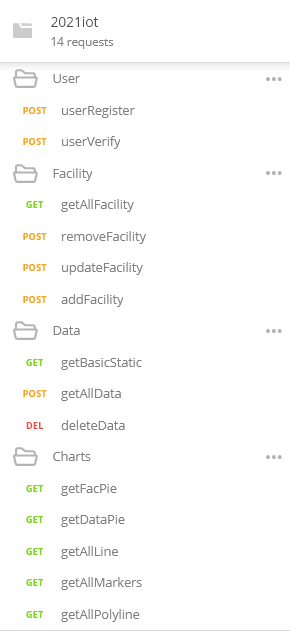 2021iot
14 requests
User
POST userRegister
POST userVerify
Facility
GET getAllFacility
POST removeFacility
POST updateFacility
POST addFacility
Data
GET getBasicStatic
POST getAllData
DEL deleteData
Charts
GET getFacPie
GET getDataPie
GET getAllLine
GET getAllMarkers
GET getAllPolyline